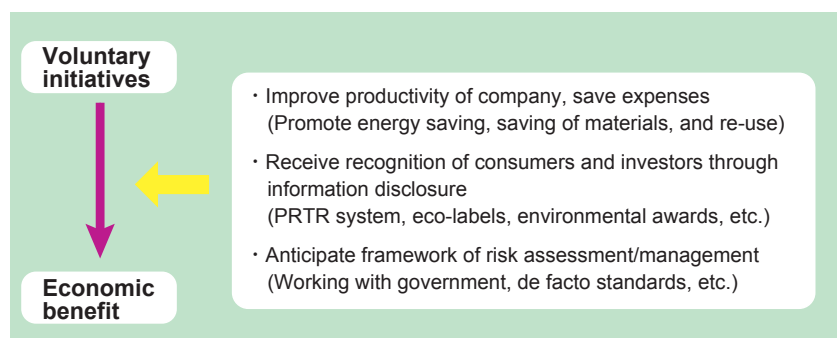 Voluntary
initiatives
・Improve productivity of company, save expenses
(Promote energy saving, saving of materials, and re-use)
・Receive recognition of consumers and investors through
information disclosure
(PRTR system, eco-labels, environmental awards, etc.)
・Anticipate framework of risk assessment/management
(Working with government, de facto standards, etc.)
Economic
benefit